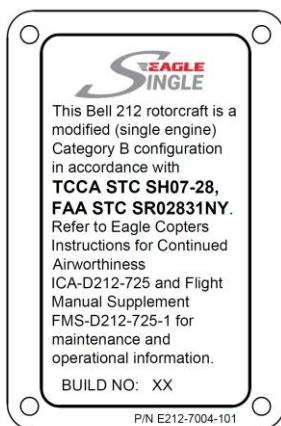 EAGLE
SINGLE
This Bell 212 rotorcraft is a
modified (single engine)
Category B configuration
in accordance with
TCCA STC SH07-28,
FAA STC SR02831NY.
Refer to Eagle Copters
Instructions for Continued
Airworthiness
ICA-D212-725 and Flight
Manual Supplement
FMS-D212-725-1 for
maintenance and
operational information.
BUILD NO: XX
P/N E212-7004-101